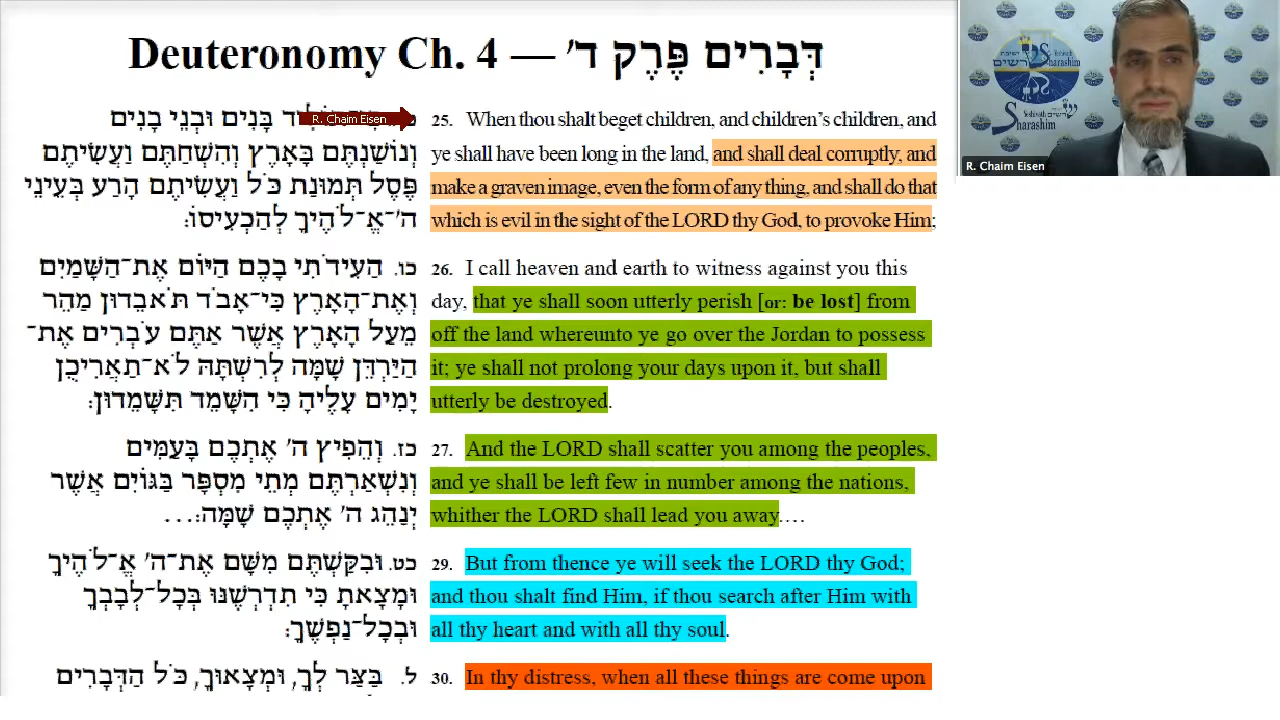 Deuteronomy Ch. 4 — דְּבָרִים פֶּרֶק ד'
בָּנִים וּבְנֵי בָנִים
וְנוֹשַׁנְתֶּם בָּאָרֶץ וְהִשְׁחַתֶּם וַעֲשִׂיתֶם
פֶּסֶל תְּמוּנַת כֹּל וַעֲשִׂיתֶם הָרַע בְּעֵינֵי
ה'־אֱ־לֹהֶיךָ לְהַכְעִיסוֹ:
R. Chaim Eisen
25. When thou shalt beget children, and children's children, and
ye shall have been long in the land, and shall deal corruptly, and
make a graven image, even the form of any thing, and shall do that
which is evil in the sight of the LORD thy God, to provoke Him;
כו. הַעִידֹתִי בָכֶם הַיּוֹם אֶת־הַשָּׁמַיִם
וְאֶת־הָאָרֶץ כִּי־אָבֹד תֹּאבֵדוּן מַהֵר
מֵעַל הָאָרֶץ אֲשֶׁר אַתֶּם עֹבְרִים אֶת־
הַיַּרְדֵּן שָׁמָּה לְרִשְׁתָּהּ לֹא־תַאֲרִיכֻן
יָמִים עָלֶיהָ כִּי הִשָּׁמֵד תִּשָּׁמֵדוּן:
26. I call heaven and earth to witness against you this
day, that ye shall soon utterly perish [or: be lost] from
off the land whereunto ye go over the Jordan to possess
it; ye shall not prolong your days upon it, but shall
utterly be destroyed.
כז. וְהֵפִיץ ה' אֶתְכֶם בָּעַמִּים
וְנִשְׁאַרְתֶּם מְתֵי מִסְפָּר בַּגּוֹיִם אֲשֶׁר
יְנַהֵג ה' אֶתְכֶם שָׁמָּה:...
27. And the LORD shall scatter you among the peoples,
and ye shall be left few in number among the nations,
whither the LORD shall lead you away....
כט. וּבִקַּשְׁתֶּם מִשָּׁם אֶת־ה' אֱ־לֹהֶיךָ
וּמָצָאתָ כִּי תִדְרְשֶׁנּוּ בְּכָל־לְבָבְךָ
וּבְכָל־נַפְשֶׁךָ:
29. But from thence ye will seek the LORD thy God;
and thou shalt find Him, if thou search after Him with
all thy heart and with all thy soul.
ל. בַּצַּר לְךָ, וּמְצָאוּךָ, כֹּל הַדְּבָרִים
30. In thy distress, when all these things are come upon
Sharashim
שרשים
Yeshivath
Sharashim
R. Chaim Eisen